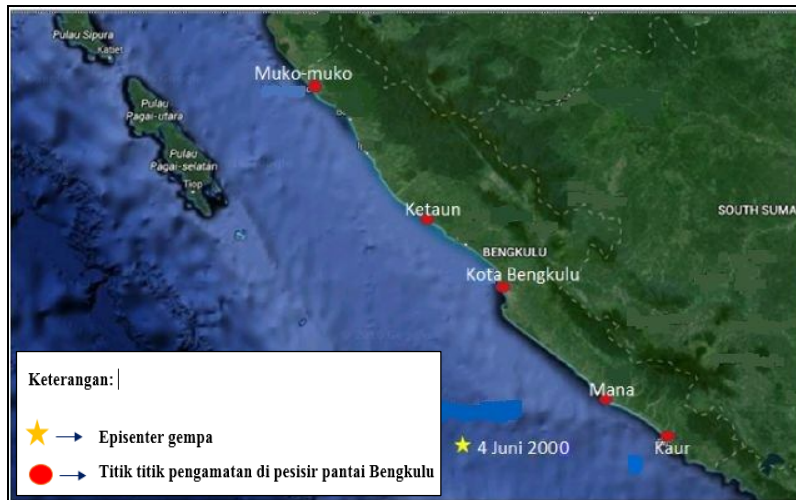 Pulau Sipura
Katiet
Muko-muko
Pulau
Pagai-utara
Pulau
Pagai-selatan
Tiop
Ketaun
SOUTH SUMA
BENGKULU
Kota Bengkulu
Mana
4 Juni 2000
Kaur
Keterangan:
Episenter gempa
Titik titik pengamatan di pesisir pantai Bengkulu